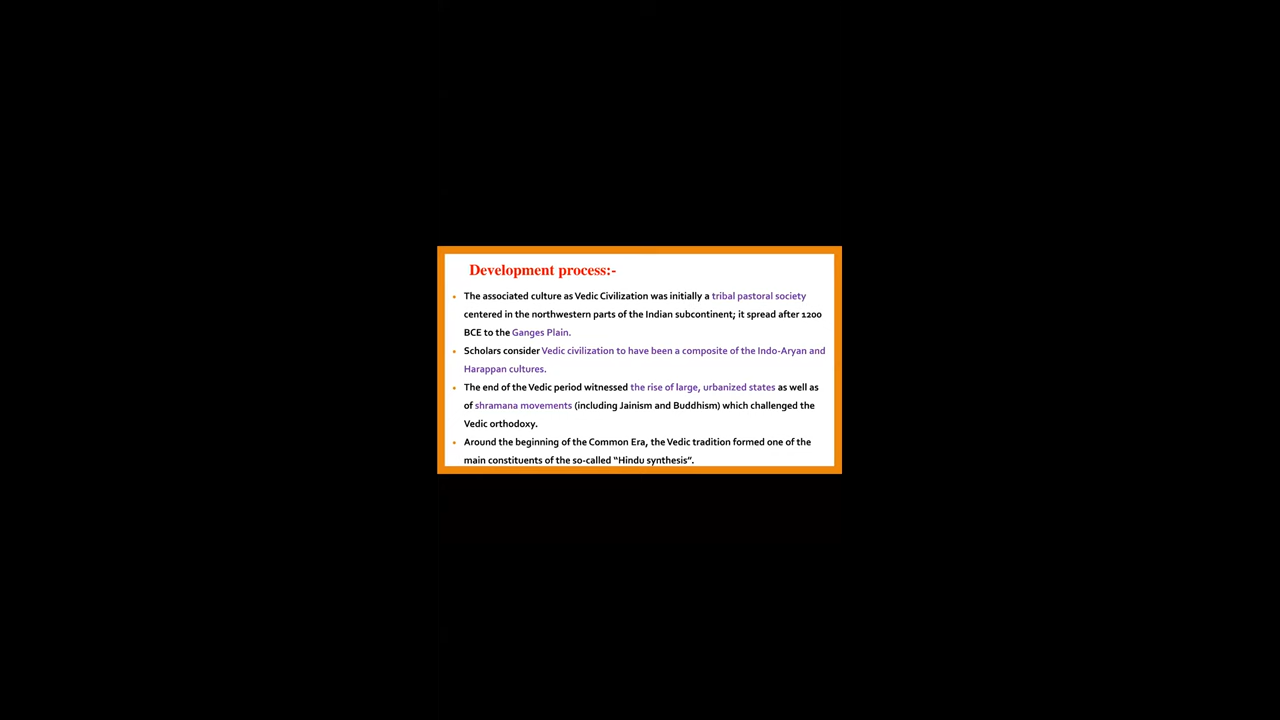 Development process:-
• The associated culture as Vedic Civilization was initially a tribal pastoral society
centered in the northwestern parts of the Indian subcontinent; it spread after 1200
BCE to the Ganges Plain.
• Scholars consider Vedic civilization to have been a composite of the Indo-Aryan and
Harappan cultures.
• The end of the Vedic period witnessed the rise of large, urbanized states as well as
of shramana movements (including Jainism and Buddhism) which challenged the
Vedic orthodoxy.
• Around the beginning of the Common Era, the Vedic tradition formed one of the
main constituents of the so-called “Hindu synthesis”.